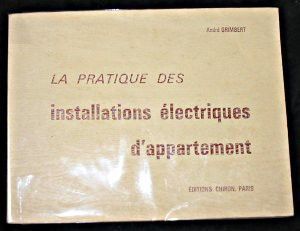 André GRIMBERT
LA PRATIQUE DES
installations électriques
d'appartement
EDITIONS CHIRON, PARIS